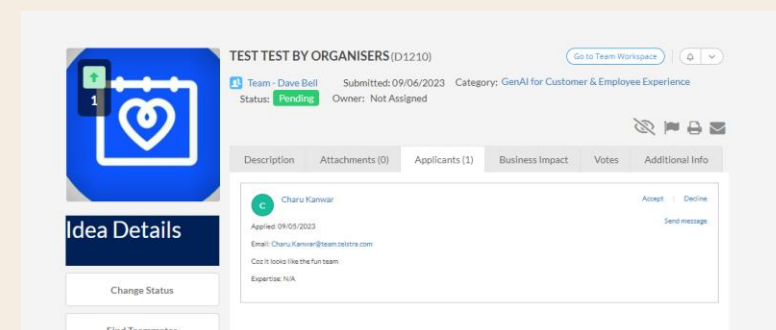 TEST TEST BY ORGANISERS (D1210)
Go to Team Workspace
1
Team - Dave Bell Submitted: 09/06/2023 Category: GenAI for Customer & Employee Experience
Status: Pending Owner: Not Assigned
Description Attachments (0) Applicants (1) Business Impact Votes Additional Info
C Charu Kanwar Accept | Decline
Applied: 09/05/2023 Send message
Email: Charu.Kanwar@team.telstra.com
Coz it looks like the fun team
Expertise: N/A
Idea Details
Change Status
Find Teammates